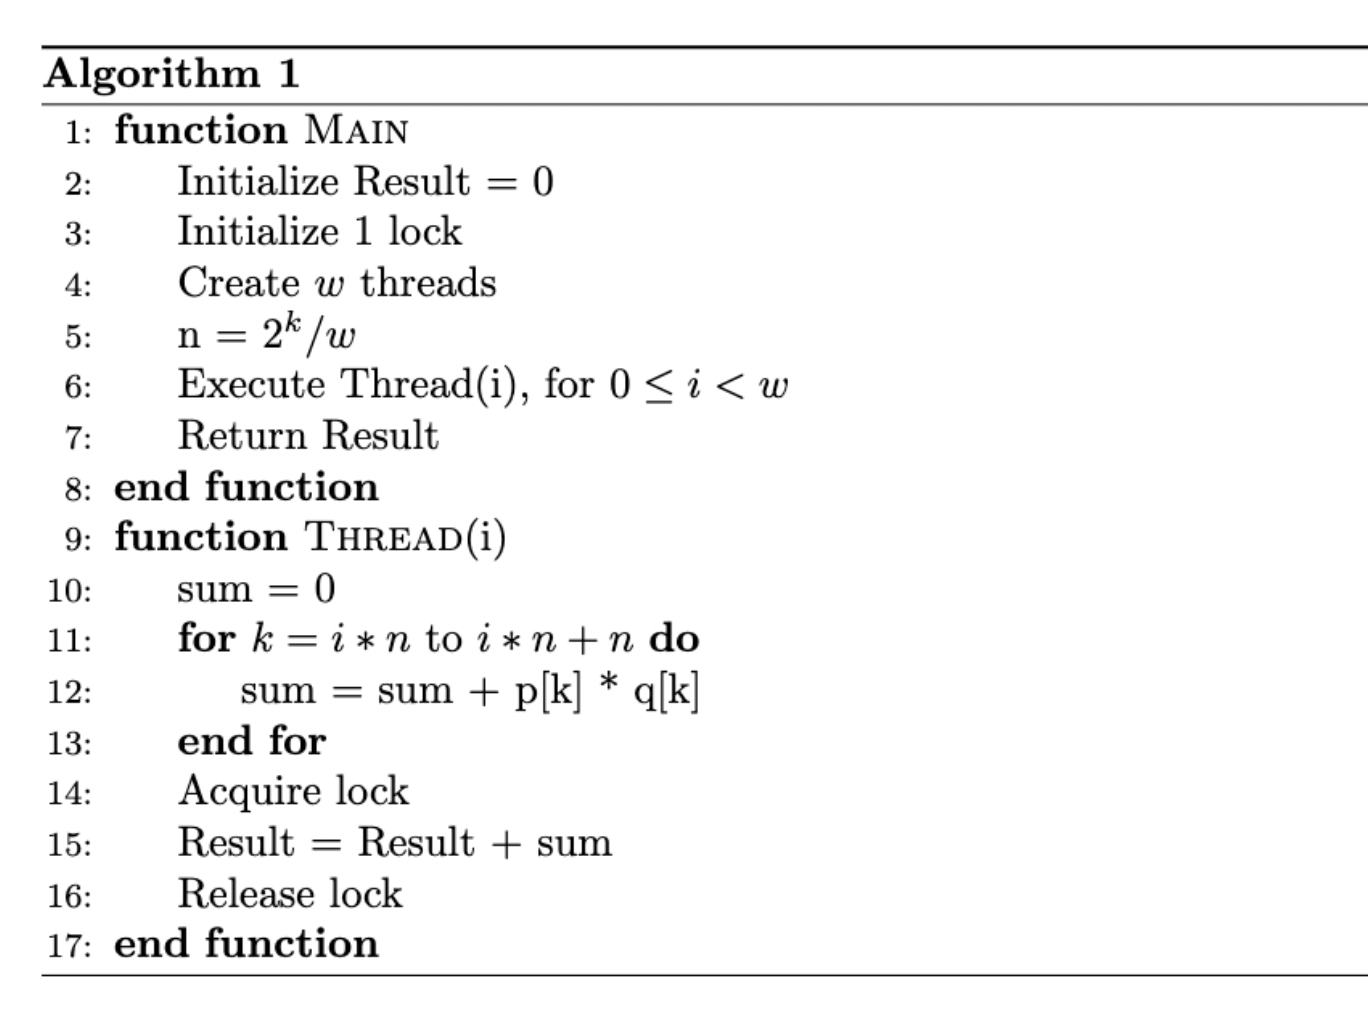 Algorithm 1
1: function MAIN
2: Initialize Result = 0
3: Initialize 1 lock
4: Create w threads
5: n = 2^k/w
6: Execute Thread(i), for 0 ≤ i < w
7: Return Result
8: end function
9: function THREAD(i)
10: sum = 0
11: for k = i * n to i * n + n do
12: sum = sum + p[k] * q[k]
13: end for
14: Acquire lock
15: Result = Result + sum
16: Release lock
17: end function